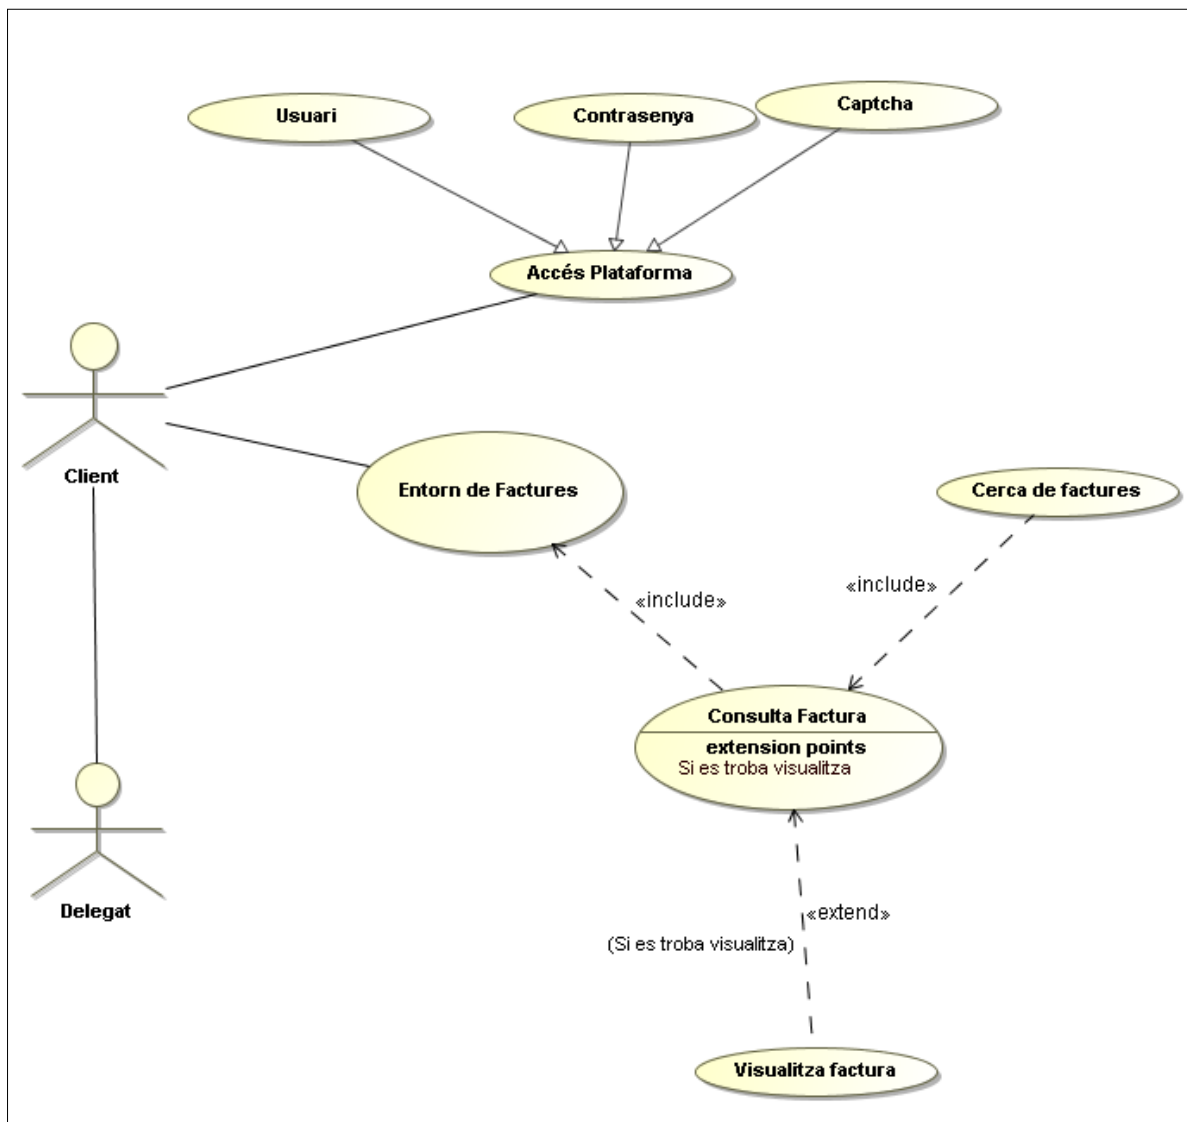 Usuari
Contrasenya
Captcha
Accés Plataforma
Client
Entorn de Factures
Cerca de factures
«include»
«include»
Consulta Factura
extension points
Si es troba visualitza
Delegat
«extend»
(Si es troba visualitza)
Visualitza factura